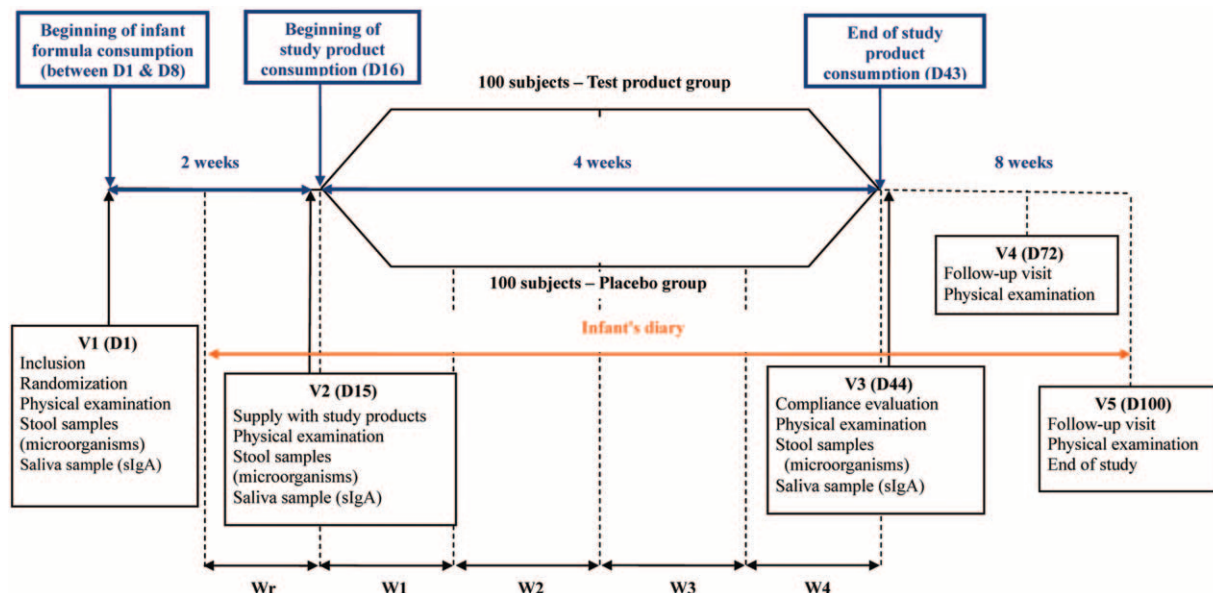 Beginning of infant
formula consumption
(between D1 & D8)
Beginning of
study product
consumption (D16)
End of study
product
consumption (D43)
100 subjects – Test product group
2 weeks
4 weeks
8 weeks
100 subjects – Placebo group
Infant's diary
V1 (D1)
Inclusion
Randomization
Physical examination
Stool samples
(microorganisms)
Saliva sample (sIgA)
V2 (D15)
Supply with study products
Physical examination
Stool samples
(microorganisms)
Saliva sample (sIgA)
V3 (D44)
Compliance evaluation
Physical examination
Stool samples
(microorganisms)
Saliva sample (sIgA)
V4 (D72)
Follow-up visit
Physical examination
V5 (D100)
Follow-up visit
Physical examination
End of study
Wr
W1
W2
W3
W4